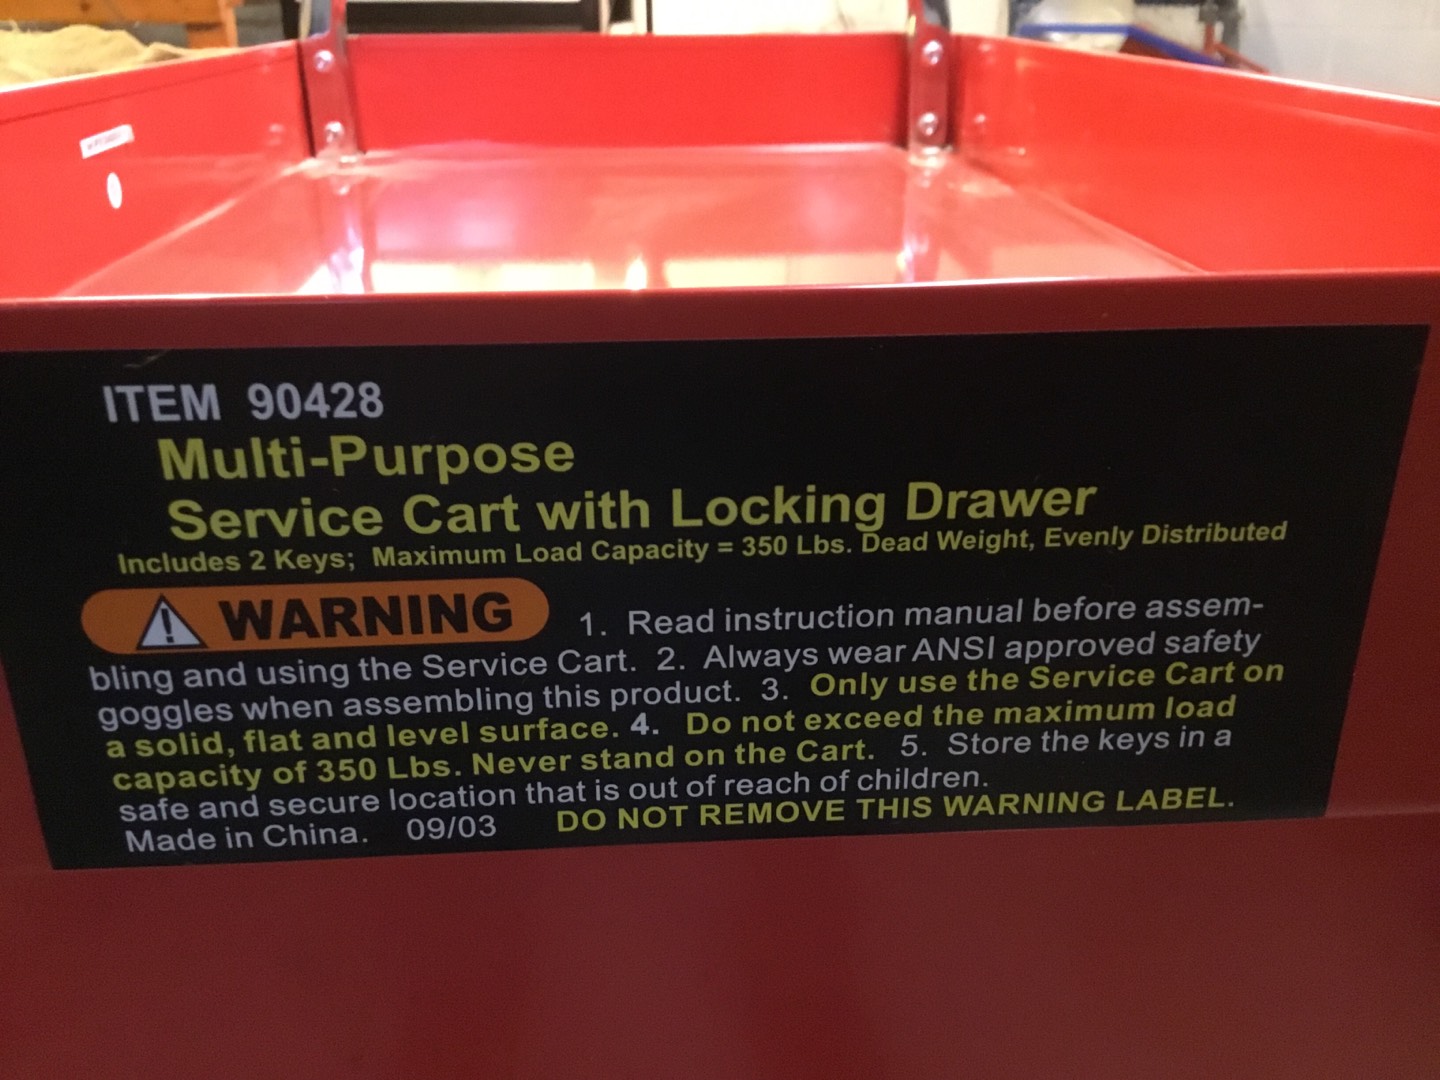 ITEM 90428
Multi-Purpose
Service Cart with Locking Drawer
Includes 2 Keys; Maximum Load Capacity = 350 Lbs. Dead Weight, Evenly Distributed
WARNING 1. Read instruction manual before assem-
bling and using the Service Cart. 2. Always wear ANSI approved safety
goggles when assembling this product. 3. Only use the Service Cart on
a solid, flat and level surface. 4. Do not exceed the maximum load
capacity of 350 Lbs. Never stand on the Cart. 5. Store the keys in a
safe and secure location that is out of reach of children.
Made in China. 09/03 DO NOT REMOVE THIS WARNING LABEL.